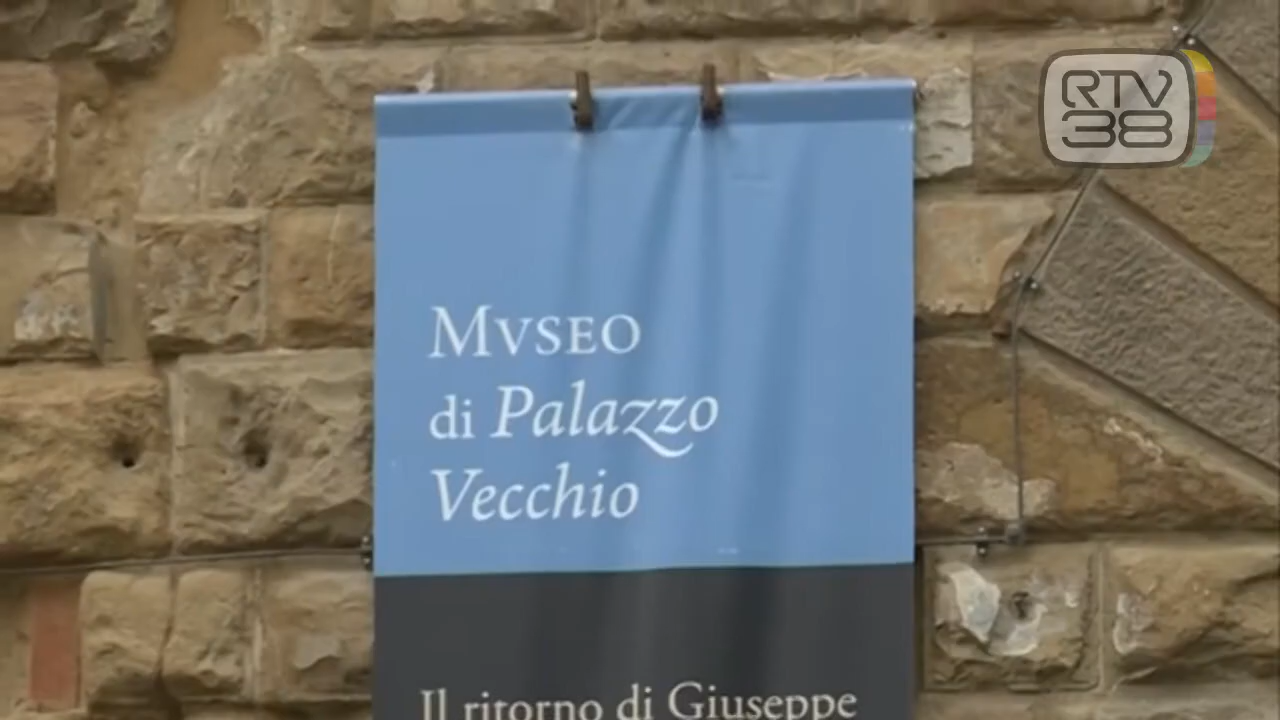 RTV
38
MVSEO
di Palazzo
Vecchio
Il ritorno di Giuseppe